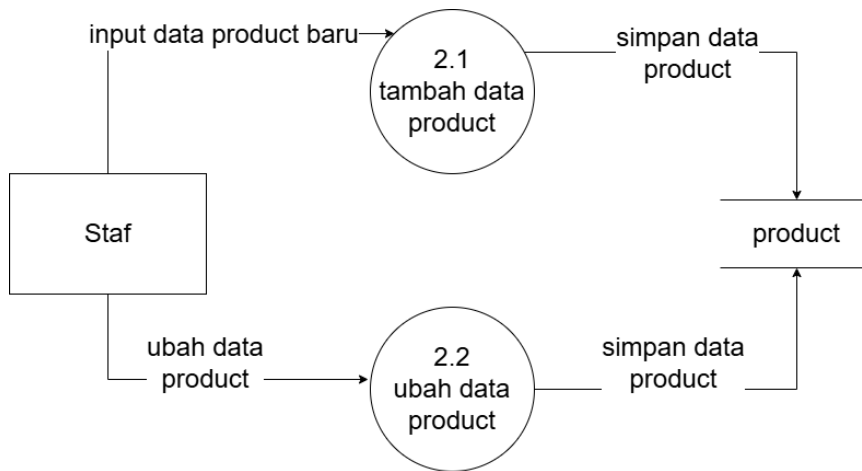 input data product baru
2.1
tambah data
product
simpan data
product
Staf
product
ubah data
product
2.2
ubah data
product
simpan data
product